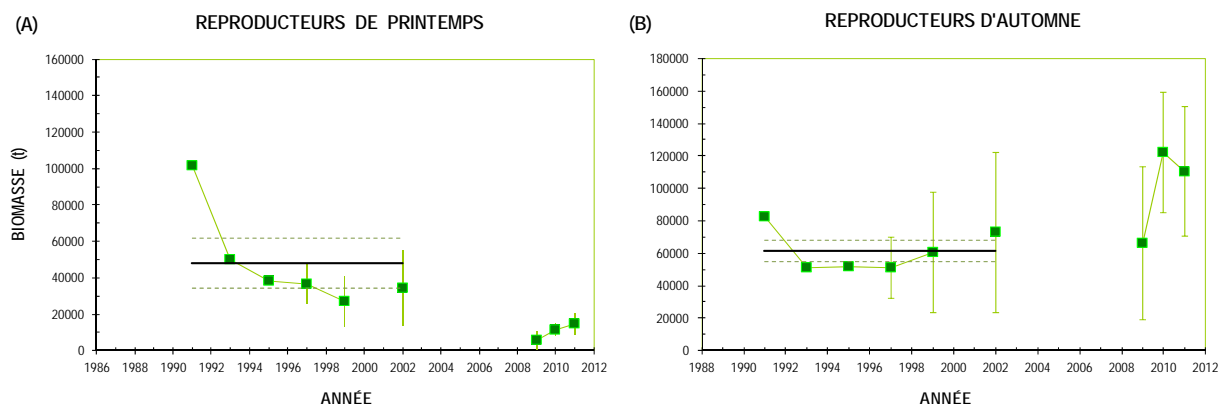 (A)
REPRODUCTEURS DE PRINTEMPS
160000
140000
120000
100000
80000
60000
40000
20000
0
BIOMASSE (t)
1986 1988 1990 1992 1994 1996 1998 2000 2002 2004 2006 2008 2010 2012
ANNÉE
(B)
REPRODUCTEURS D'AUTOMNE
180000
160000
140000
120000
100000
80000
60000
40000
20000
0
1988 1990 1992 1994 1996 1998 2000 2002 2004 2006 2008 2010 2012
ANNÉE